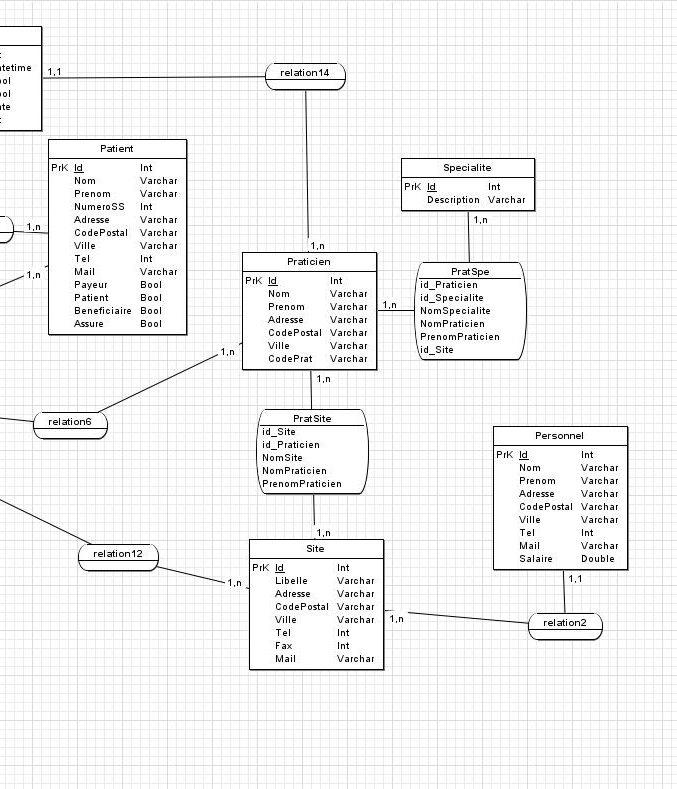 atetime
1,1
relation14
Patient
PrK Id Int
Nom Varchar
Prenom Varchar
NumeroSS Int
Adresse Varchar
CodePostal Varchar
Ville Varchar
Tel Int
Mail Varchar
Payeur Bool
Patient Bool
Beneficiaire Bool
Assure Bool
1,n
1,n
Specialite
PrK Id Int
Description Varchar
1,n
1,n
Praticien
PrK Id Int
Nom Varchar
Prenom Varchar
Adresse Varchar
CodePostal Varchar
Ville Varchar
CodePrat Varchar
1,n
PratSpe
id_Praticien
id_Specialite
NomSpecialite
NomPraticien
PrenomPraticien
id_Site
1,n
relation6
1,n
PratSite
id_Site
id_Praticien
NomSite
NomPraticien
PrenomPraticien
1,n
Personnel
PrK Id Int
Nom Varchar
Prenom Varchar
Adresse Varchar
CodePostal Varchar
Ville Varchar
Tel Int
Mail Varchar
Salaire Double
1,1
relation12
1,n
Site
PrK Id Int
Libelle Varchar
Adresse Varchar
CodePostal Varchar
Ville Varchar
Tel Int
Fax Int
Mail Varchar
1,n
relation2